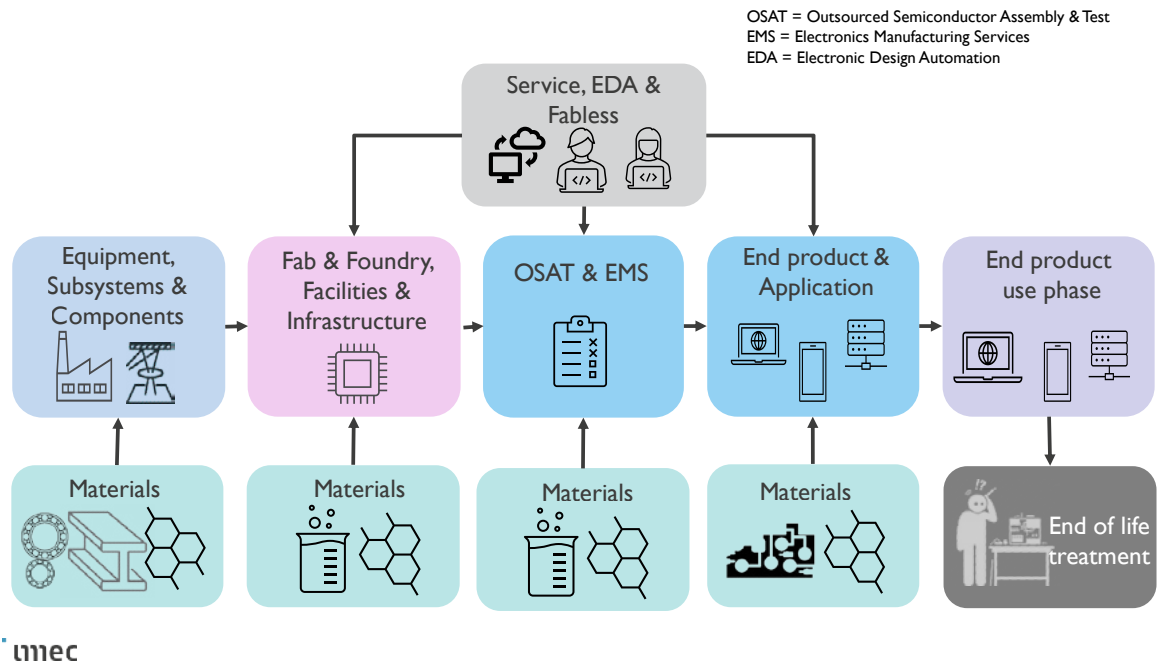 OSAT = Outsourced Semiconductor Assembly & Test
EMS = Electronics Manufacturing Services
EDA = Electronic Design Automation
Service, EDA &
Fabless
</>
</>
Equipment,
Subsystems &
Components
Fab & Foundry,
Facilities &
Infrastructure
OSAT & EMS
End product &
Application
End product
use phase
Materials
Materials
Materials
Materials
!?
End of life
treatment
imec